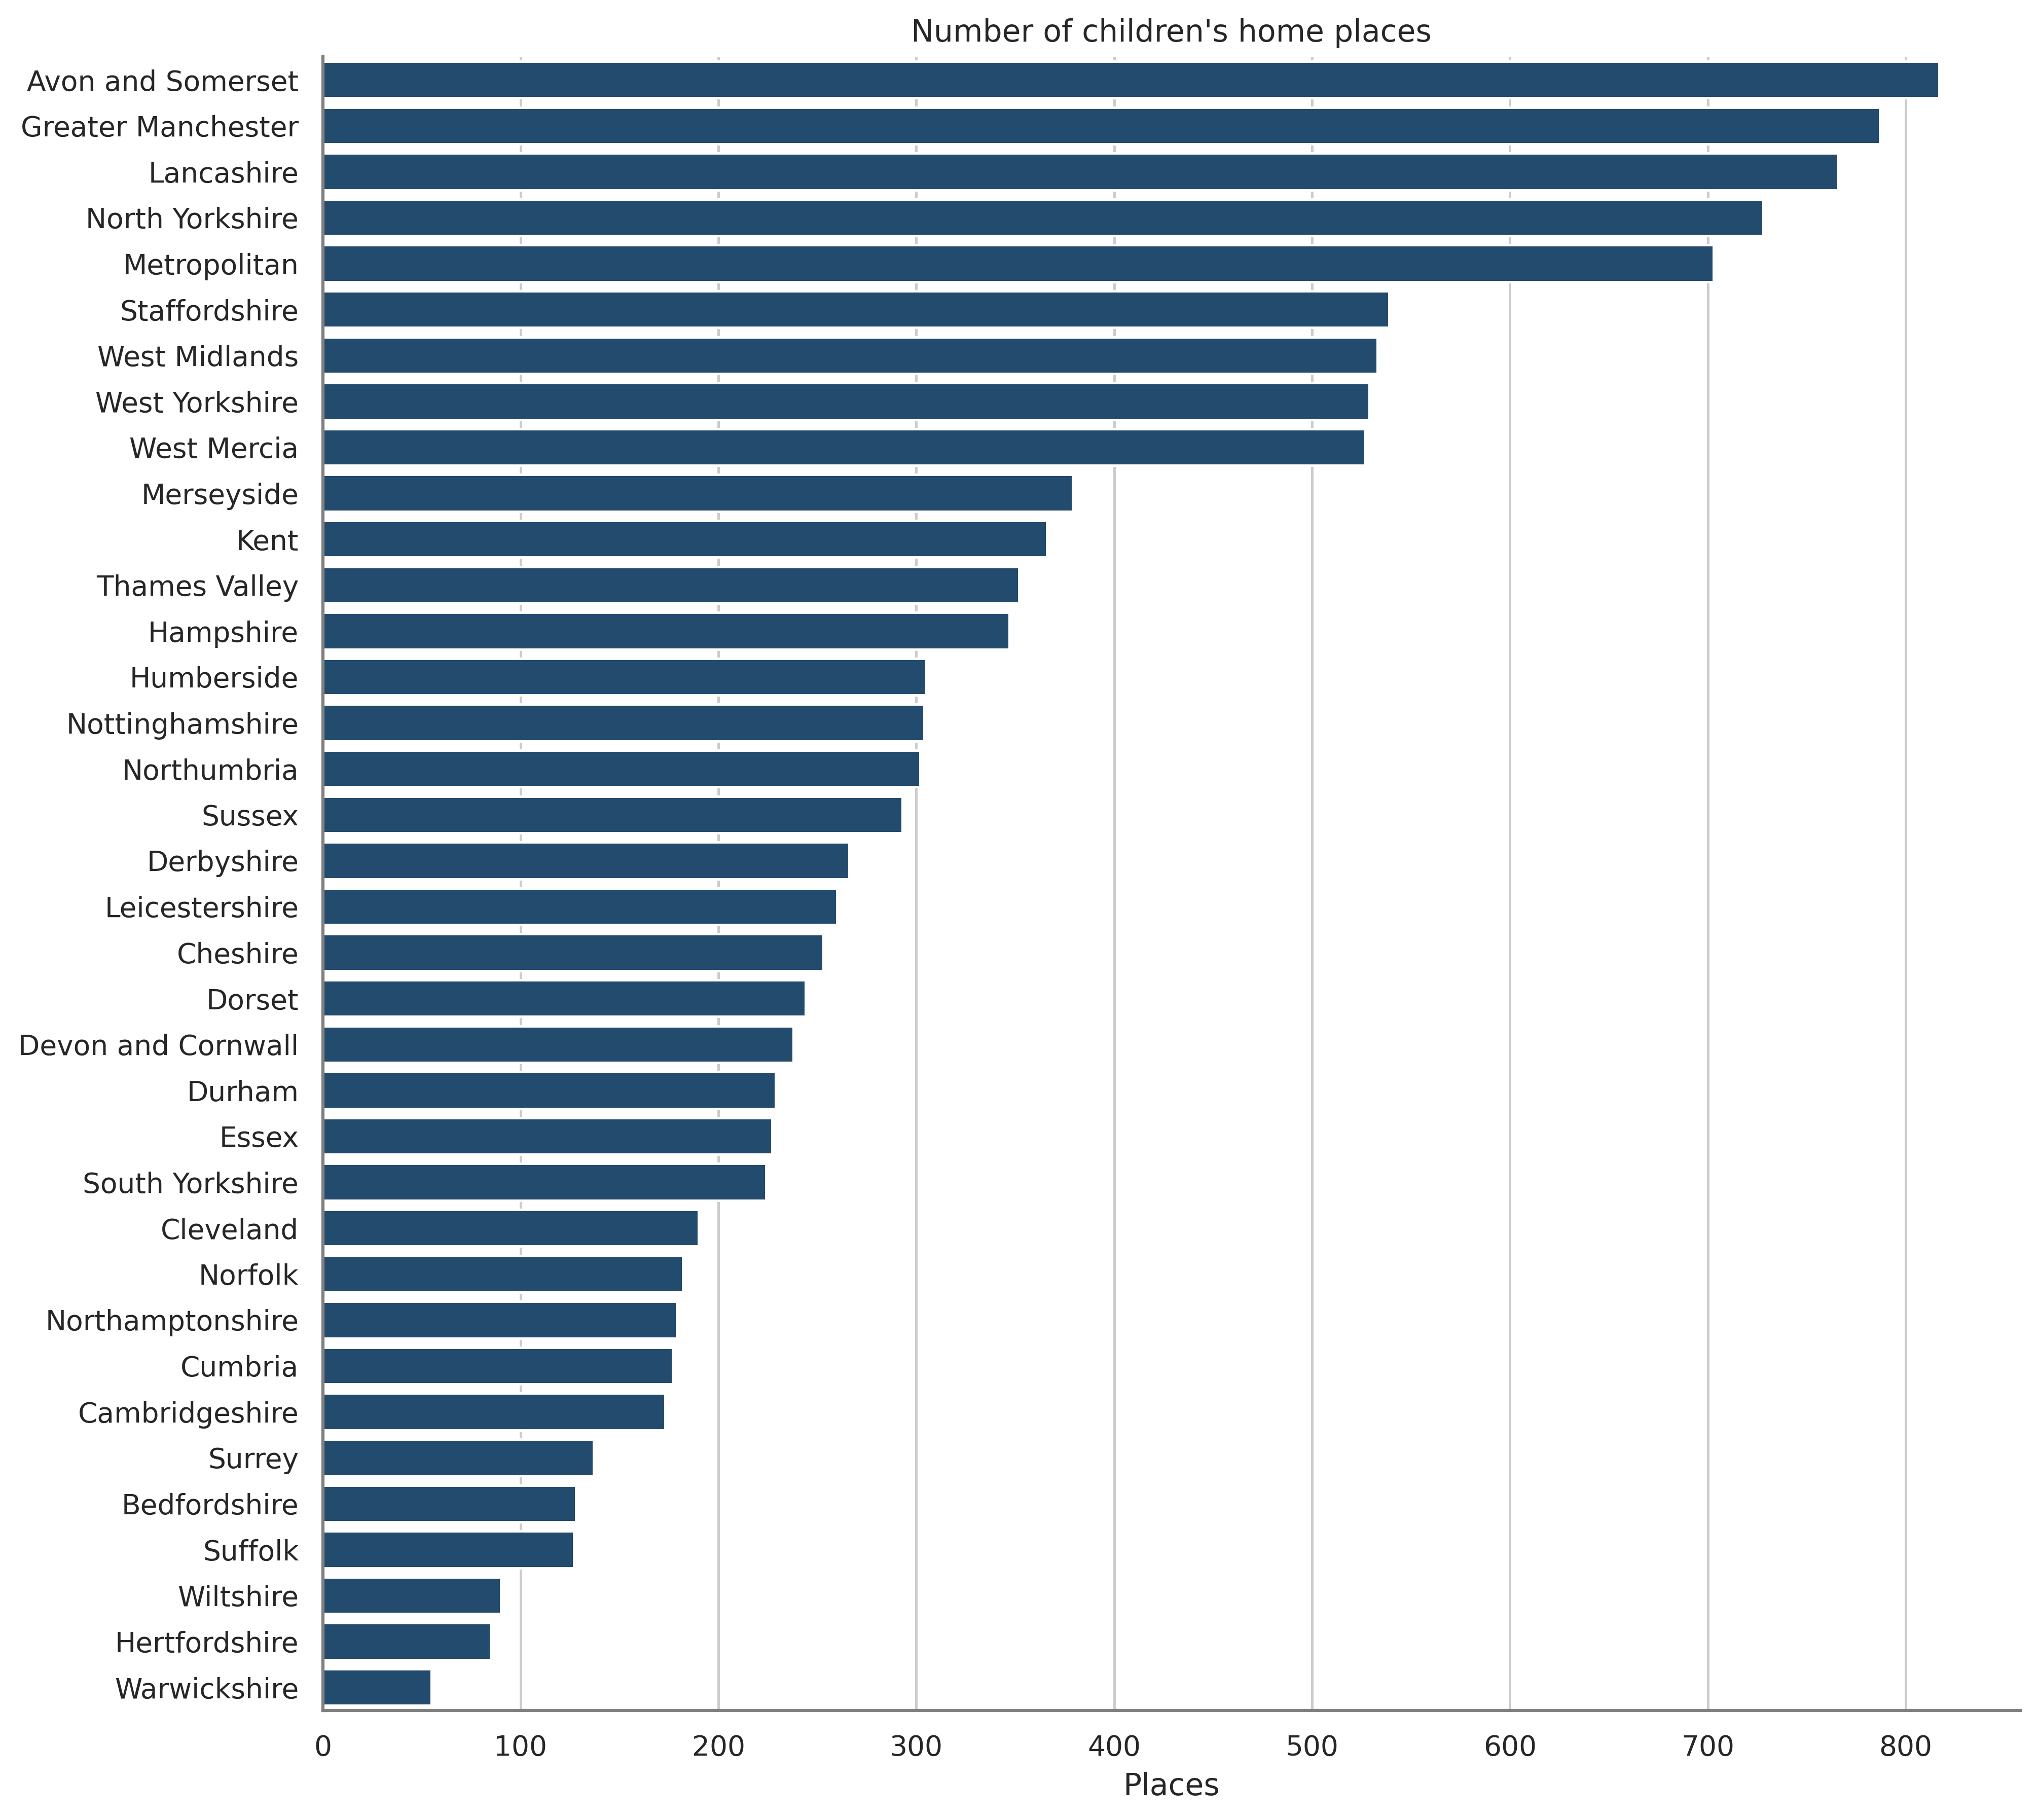 Number of children's home places
Avon and Somerset
Greater Manchester
Lancashire
North Yorkshire
Metropolitan
Staffordshire
West Midlands
West Yorkshire
West Mercia
Merseyside
Kent
Thames Valley
Hampshire
Humberside
Nottinghamshire
Northumbria
Sussex
Derbyshire
Leicestershire
Cheshire
Dorset
Devon and Cornwall
Durham
Essex
South Yorkshire
Cleveland
Norfolk
Northamptonshire
Cumbria
Cambridgeshire
Surrey
Bedfordshire
Suffolk
Wiltshire
Hertfordshire
Warwickshire
0 100 200 300 400 500 600 700 800
Places